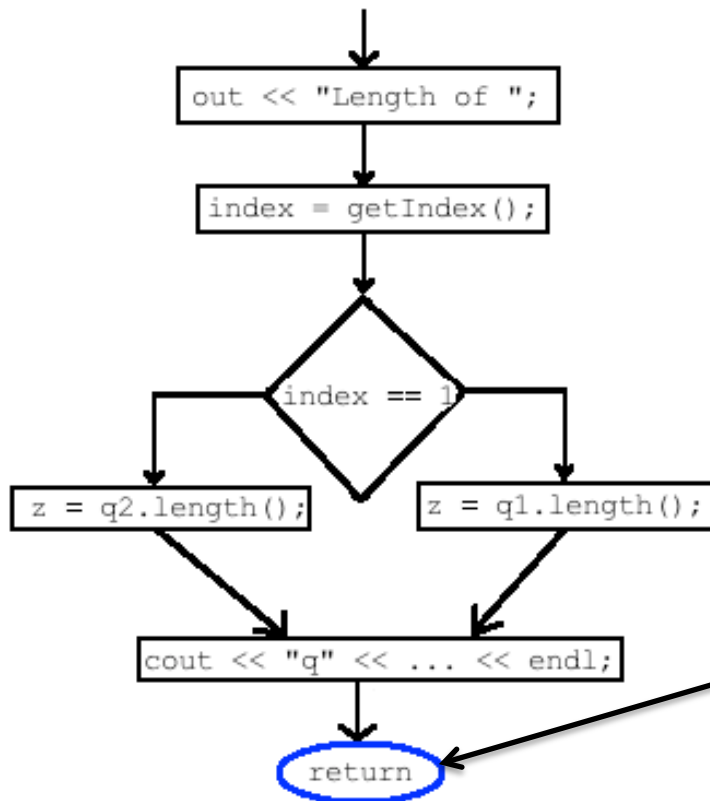 out << "Length of ";
index = getIndex();
index == 1
z = q2.length();
z = q1.length();
cout << "q" << ... << endl;
return